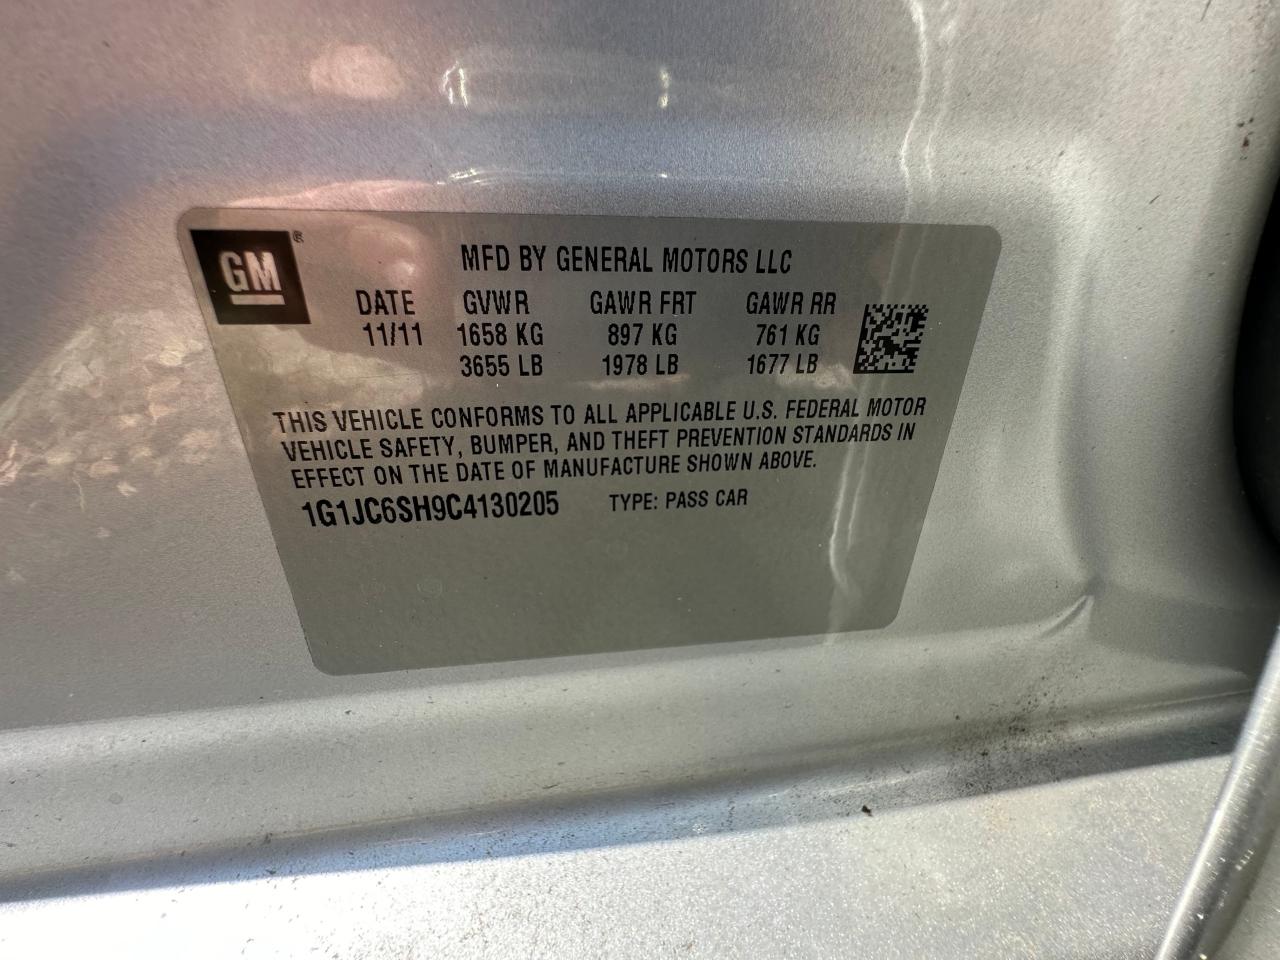 GM ®
MFD BY GENERAL MOTORS LLC
DATE GVWR GAWR FRT GAWR RR
11/11 1658 KG 897 KG 761 KG
3655 LB 1978 LB 1677 LB
THIS VEHICLE CONFORMS TO ALL APPLICABLE U.S. FEDERAL MOTOR
VEHICLE SAFETY, BUMPER, AND THEFT PREVENTION STANDARDS IN
EFFECT ON THE DATE OF MANUFACTURE SHOWN ABOVE.
1G1JC6SH9C4130205 TYPE: PASS CAR